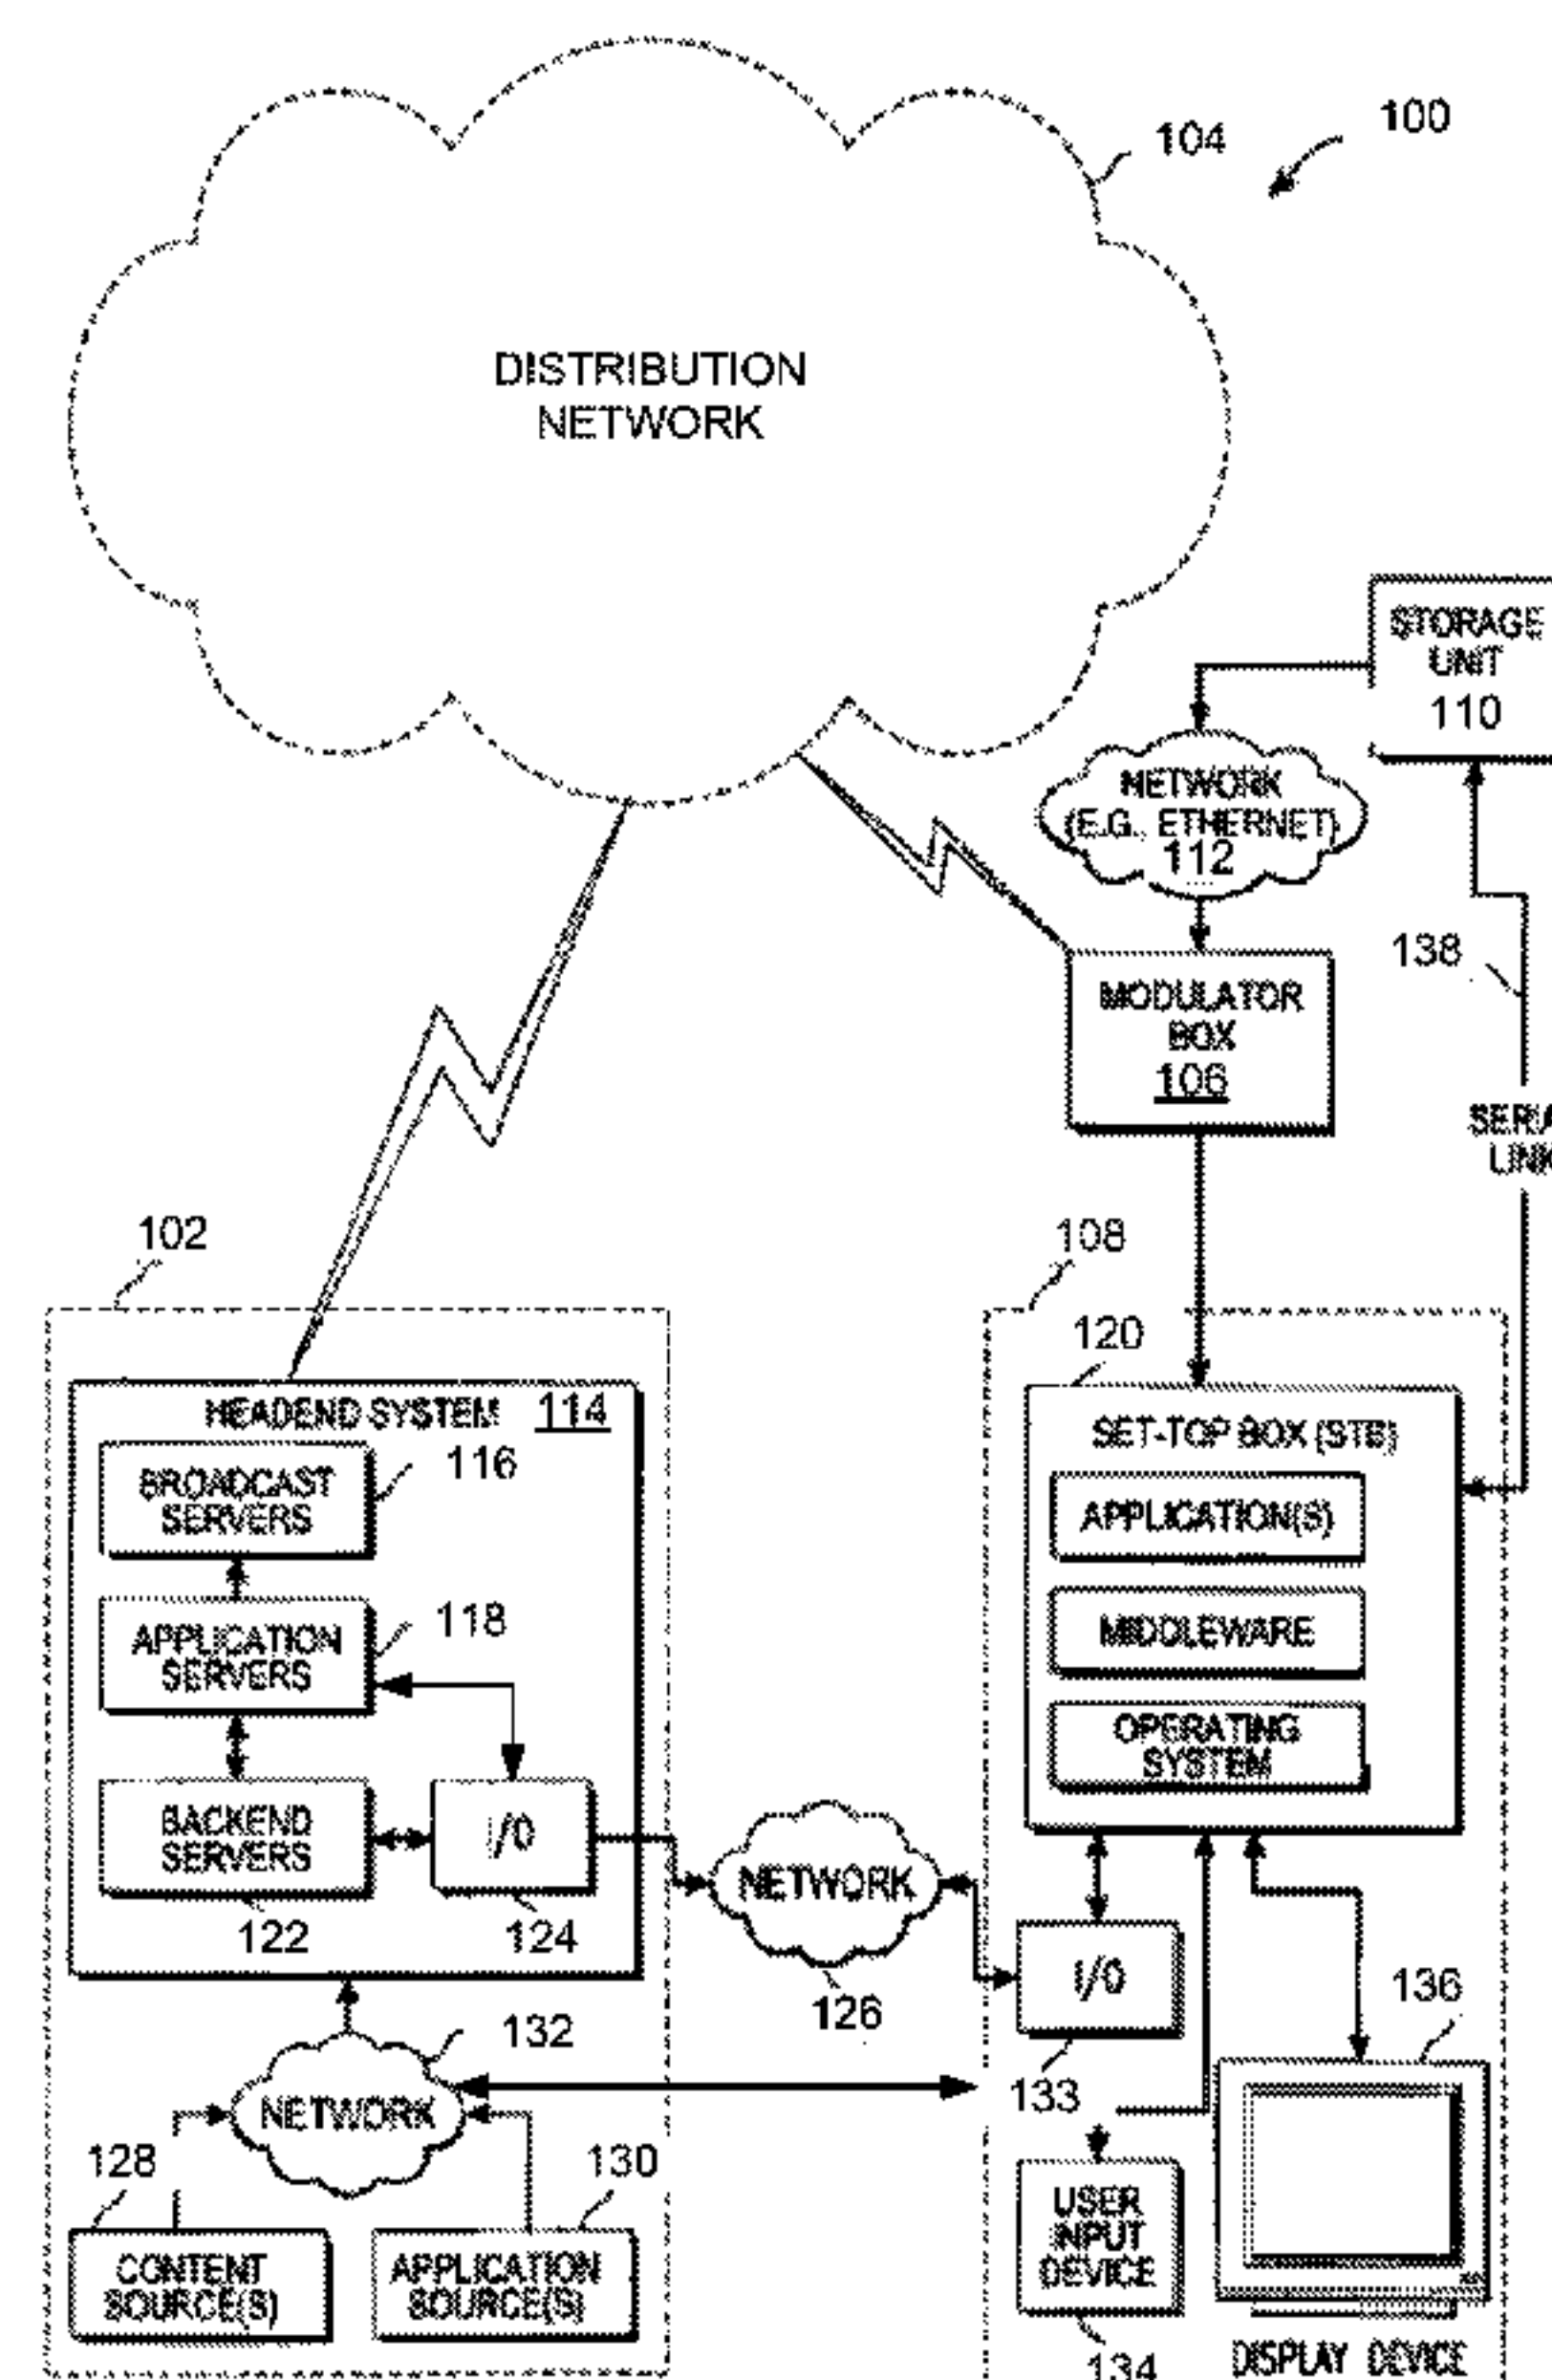 100
104
DISTRIBUTION
NETWORK
STORAGE
UNIT
110
NETWORK
(E.G., ETHERNET)
112
138
MODULATOR
BOX
106
SERIA
LINK
102
108
120
HEADEND SYSTEM 114
BROADCAST
SERVERS
116
APPLICATION
SERVERS
118
BACKEND
SERVERS
122
I/O
124
NETWORK
126
SET-TOP BOX (STB)
APPLICATION(S)
MIDDLEWARE
OPERATING
SYSTEM
I/O
133
136
132
NETWORK
128
130
CONTENT
SOURCE(S)
APPLICATION
SOURCE(S)
USER
INPUT
DEVICE
134
DISPLAY DEVICE